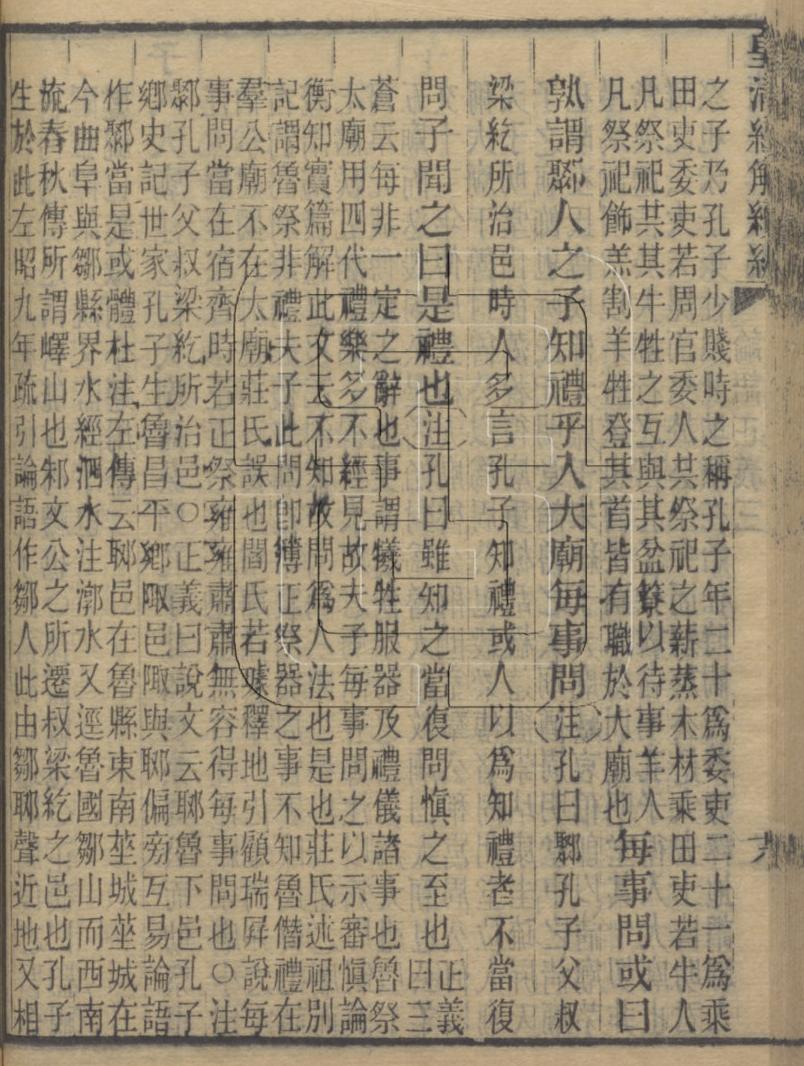 皇清經解續編
論語正義三
六
之子乃孔子少賤時之稱孔子年二十爲委吏二十一爲乘
田吏委吏若周官委人共祭祀之薪蒸木材乘田吏若牛人
凡祭祀共其牛牲之互與其盆簝以待事羊人
凡祭祀飾羔割羊牲登其首皆有職於大廟也每事問或曰
孰謂鄹人之子知禮乎入大廟每事問注孔曰鄹孔子父叔
梁紇所治邑時人多言孔子知禮或人以爲知禮者不當復
問子聞之曰是禮也注孔曰雖知之當復問慎之至也正義
曰三
蒼云每非一定之辭也事謂犧牲服器及禮儀諸事也魯祭
太廟用四代禮樂多不經見故夫子每事問之以示審慎論
衡知實篇解此文云不知故問爲人法也是也莊氏述祖別
記謂魯祭非禮夫子此問卽簿正祭器之事不知魯僭禮在
羣公廟不在太廟莊氏誤也閻氏若璩釋地引顧瑞屛說每
事問當在宿齊時若正祭雍雍肅肅無容得每事問也○注
鄹孔子父叔梁紇所治邑○正義曰說文云郰魯下邑孔子
鄉史記世家孔子生魯昌平鄉陬邑陬與郰偏旁互易論語
作鄹當是或體杜注左傳云郰邑在魯縣東南莝城莝城在
今曲阜與鄒縣界水經泗水注漷水又逕魯國鄒山而西南
流春秋傳所謂嶧山也邾文公之所遷叔梁紇之邑也孔子
生於此左昭九年疏引論語作鄒人此由鄒郰聲近地又相